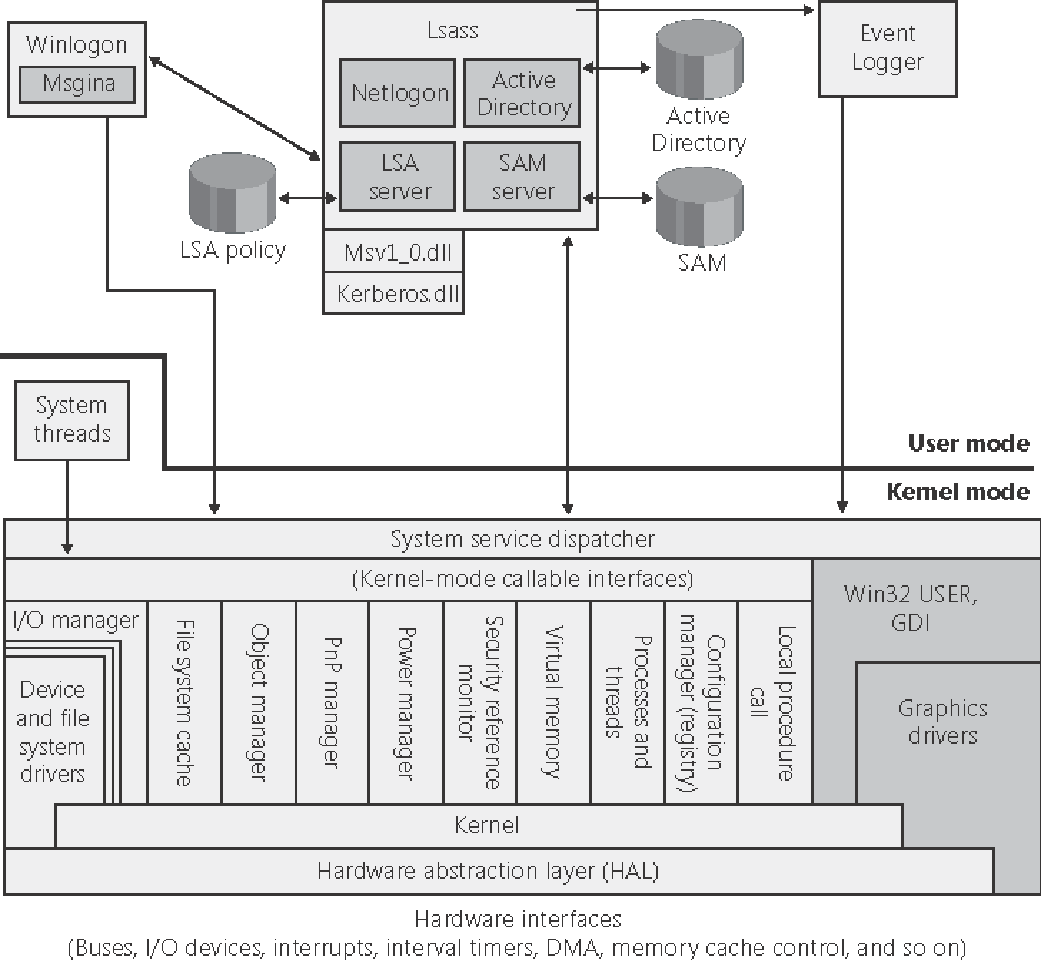 Winlogon
Msgina
Lsass
Netlogon
Active
Directory
LSA
server
SAM
server
Msv1_0.dll
Kerberos.dll
LSA policy
Active
Directory
SAM
Event
Logger
System
threads
User mode
Kernel mode
System service dispatcher
(Kernel-mode callable interfaces)
I/O manager
Device
and file
system
drivers
File system cache
Object manager
PnP manager
Power manager
Security reference
monitor
Virtual memory
Processes and
threads
Configuration
manager (registry)
Local procedure
call
Win32 USER,
GDI
Graphics
drivers
Kernel
Hardware abstraction layer (HAL)
Hardware interfaces
(Buses, I/O devices, interrupts, interval timers, DMA, memory cache control, and so on)